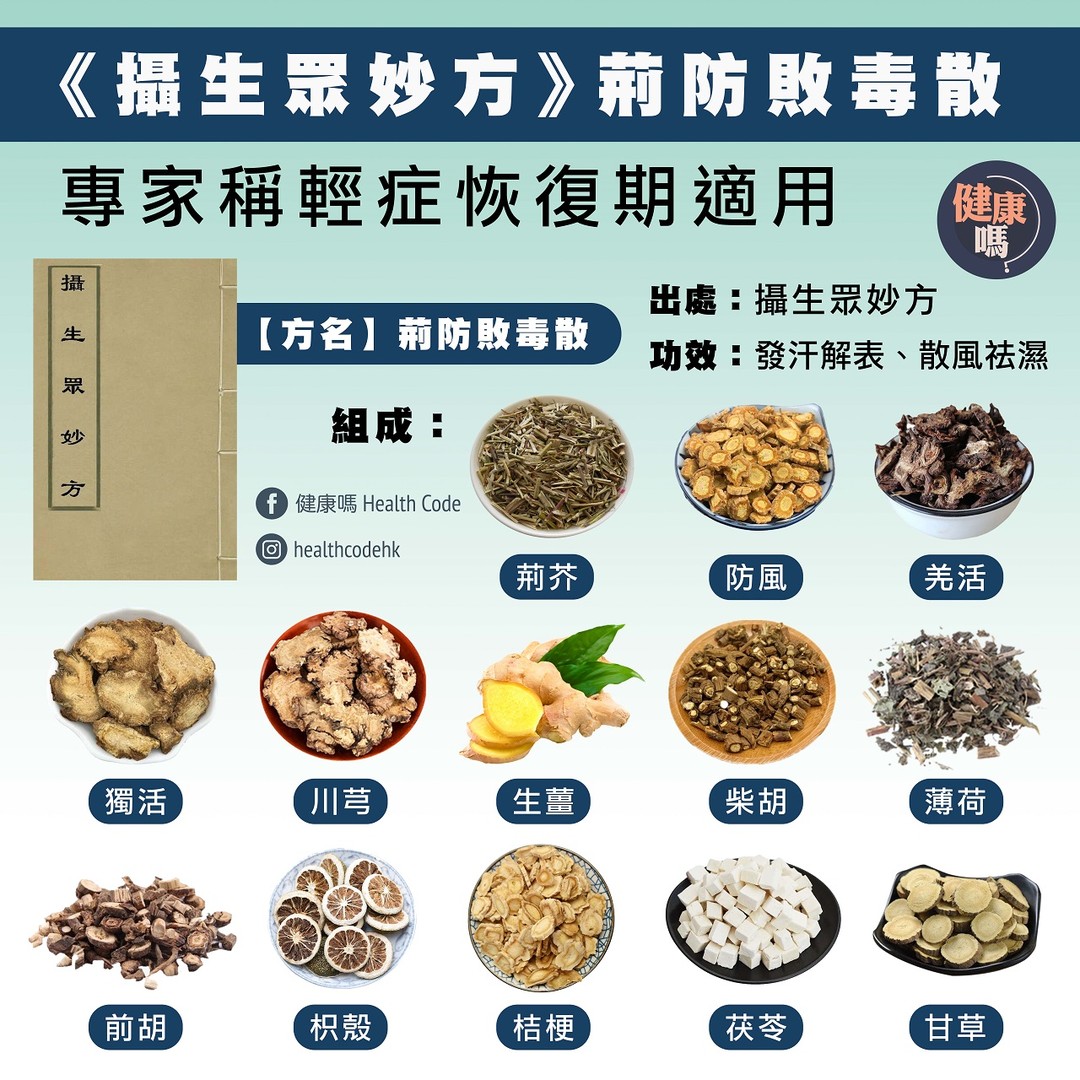 《攝生眾妙方》荊防敗毒散
專家稱輕症恢復期適用
健康
嗎?
攝
生
眾
妙
方
【方名】荊防敗毒散
出處：攝生眾妙方
功效：發汗解表、散風祛濕
組成：
健康嗎 Health Code
healthcodehk
荊芥
防風
羌活
獨活
川芎
生薑
柴胡
薄荷
前胡
枳殼
桔梗
茯苓
甘草